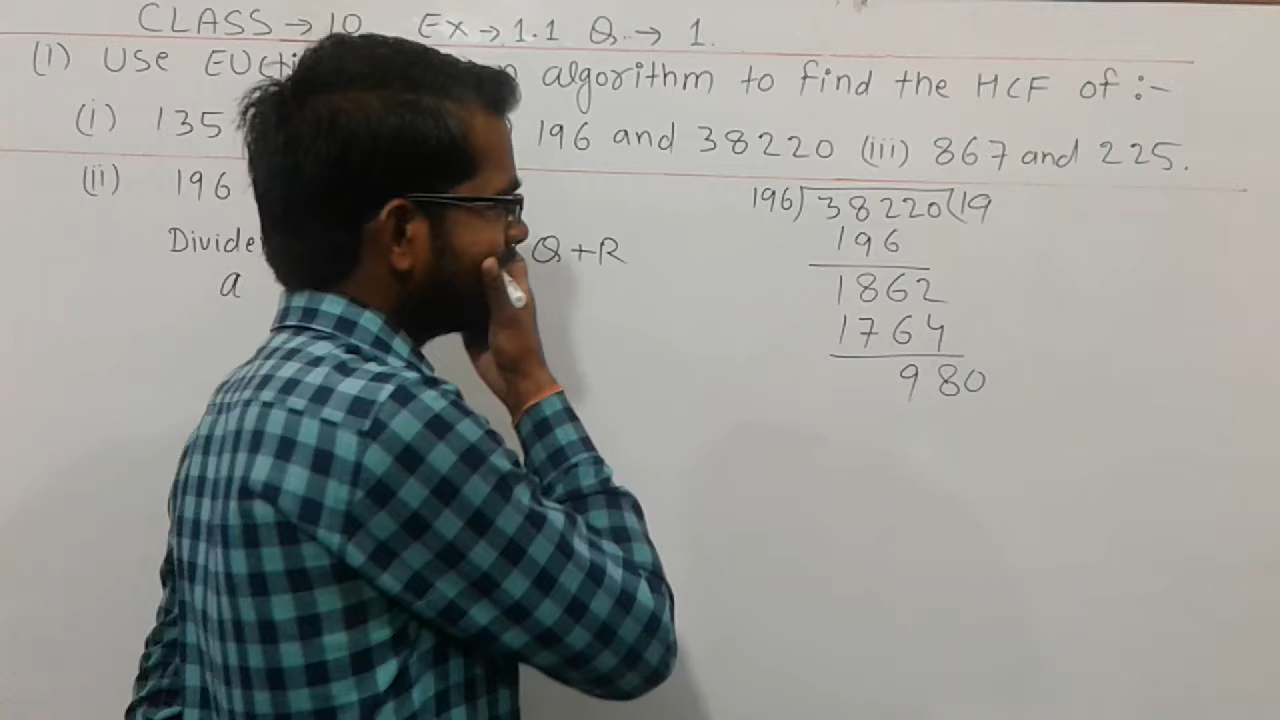 CLASS → 10 Ex → 1.1 Q. → 1.
(1) Use algorithm to find the HCF of :-
(i) 135 196 and 38220 (iii) 867 and 225.
(ii) 196
196) 38220 (19
Q + R
196
a
1862
1764
980